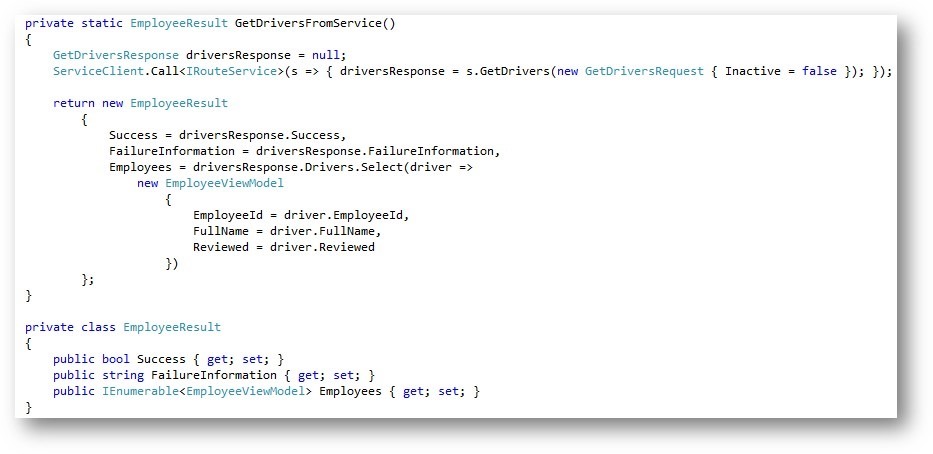 private static EmployeeResult GetDriversFromService()
{
    GetDriversResponse driversResponse = null;
    ServiceClient.Call<IRouteService>(s => { driversResponse = s.GetDrivers(new GetDriversRequest { Inactive = false }); });

    return new EmployeeResult
        {
            Success = driversResponse.Success,
            FailureInformation = driversResponse.FailureInformation,
            Employees = driversResponse.Drivers.Select(driver =>
                new EmployeeViewModel
                    {
                        EmployeeId = driver.EmployeeId,
                        FullName = driver.FullName,
                        Reviewed = driver.Reviewed
                    })
        };
}

private class EmployeeResult
{
    public bool Success { get; set; }
    public string FailureInformation { get; set; }
    public IEnumerable<EmployeeViewModel> Employees { get; set; }
}